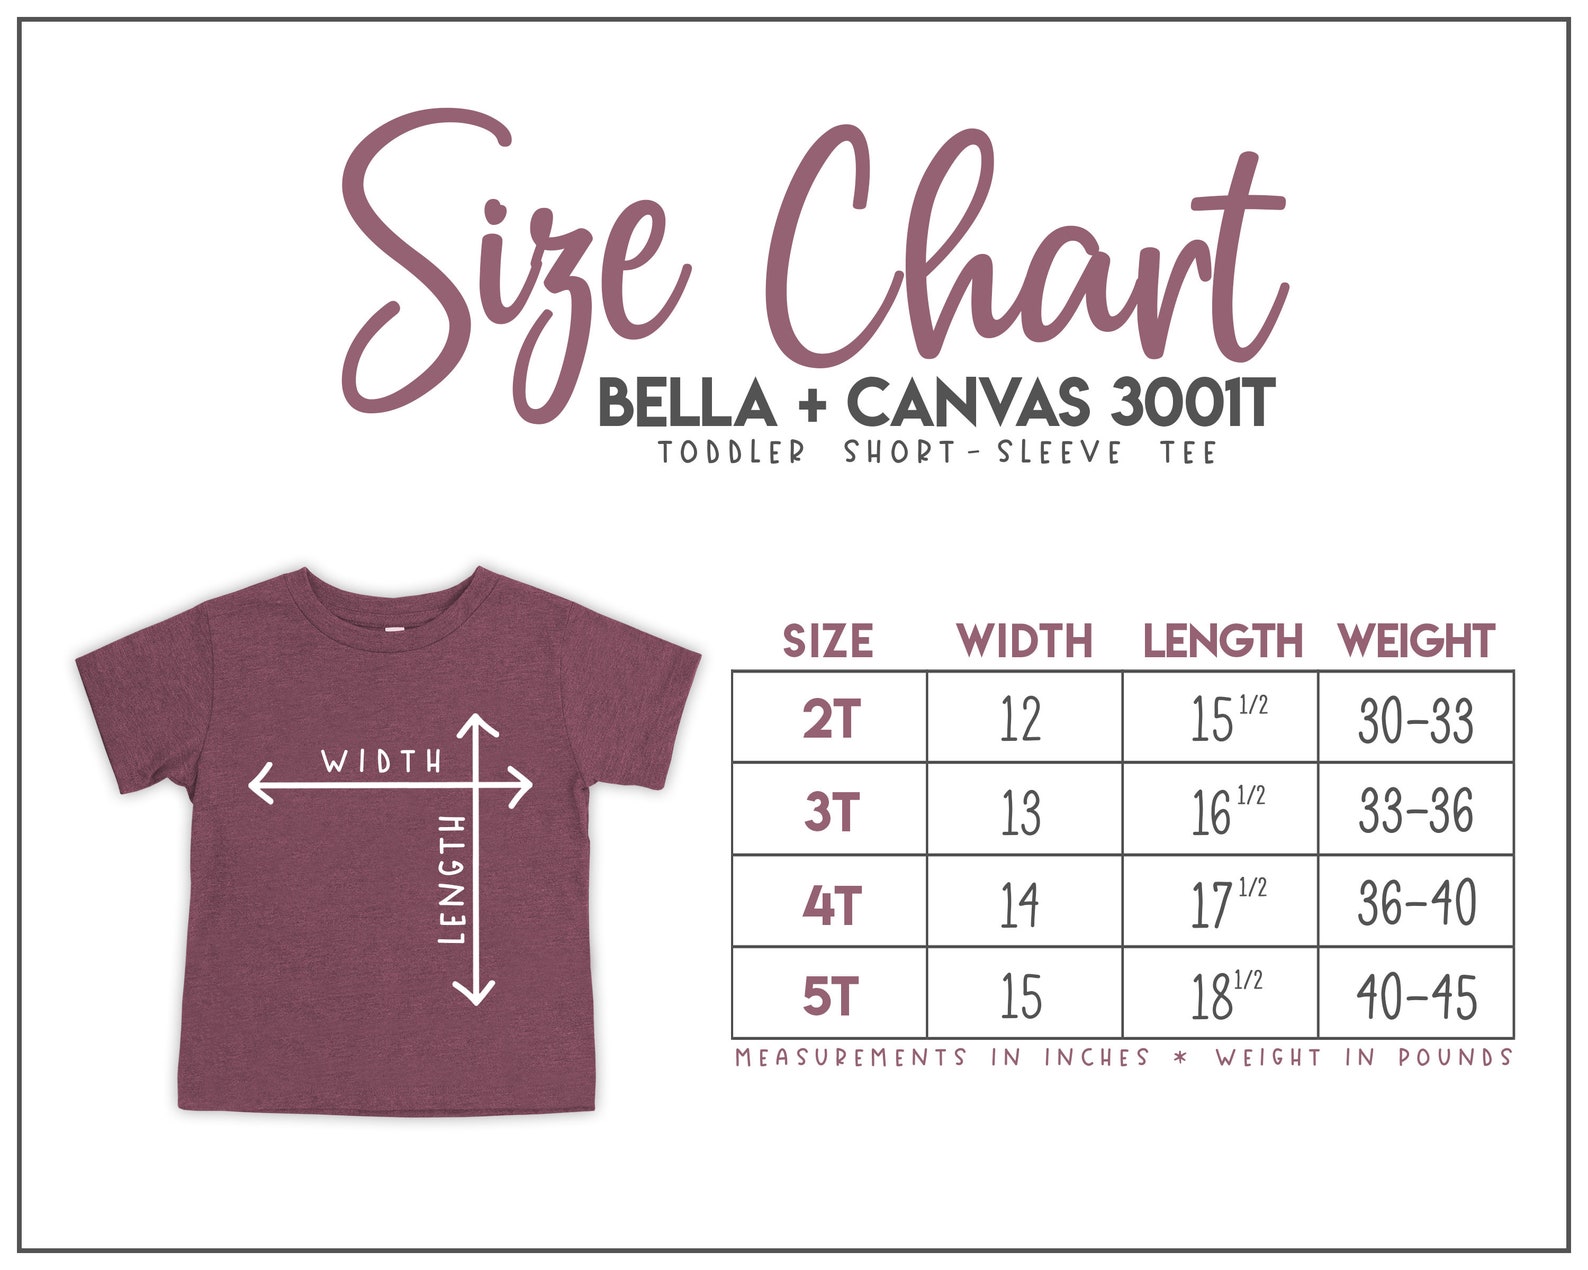 Size Chart
BELLA + CANVAS 3001T
TODDLER SHORT-SLEEVE TEE
WIDTH
LENGTH
SIZE WIDTH LENGTH WEIGHT
2T 12 15 1/2 30-33
3T 13 16 1/2 33-36
4T 14 17 1/2 36-40
5T 15 18 1/2 40-45
MEASUREMENTS IN INCHES * WEIGHT IN POUNDS